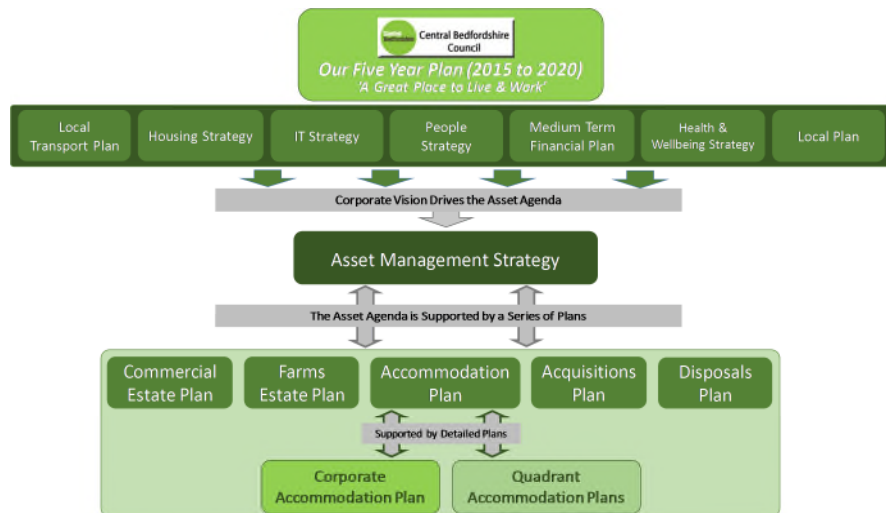 Central Bedfordshire
Central Bedfordshire
Council
Our Five Year Plan (2015 to 2020)
'A Great Place to Live & Work'
Local
Transport Plan
Housing Strategy
IT Strategy
People
Strategy
Medium Term
Financial Plan
Health &
Wellbeing Strategy
Local Plan
Corporate Vision Drives the Asset Agenda
Asset Management Strategy
The Asset Agenda is Supported by a Series of Plans
Commercial
Estate Plan
Farms
Estate Plan
Accommodation
Plan
Acquisitions
Plan
Disposals
Plan
Supported by Detailed Plans
Corporate
Accommodation Plan
Quadrant
Accommodation Plans